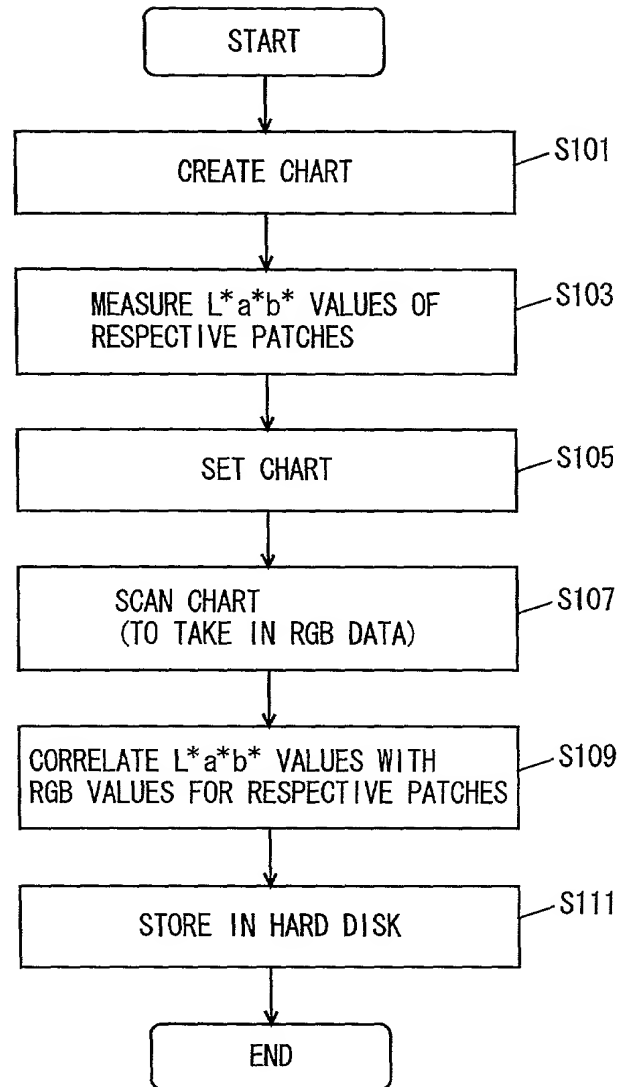 START
CREATE CHART
S101
MEASURE L*a*b* VALUES OF
RESPECTIVE PATCHES
S103
SET CHART
S105
SCAN CHART
(TO TAKE IN RGB DATA)
S107
CORRELATE L*a*b* VALUES WITH
RGB VALUES FOR RESPECTIVE PATCHES
S109
STORE IN HARD DISK
S111
END